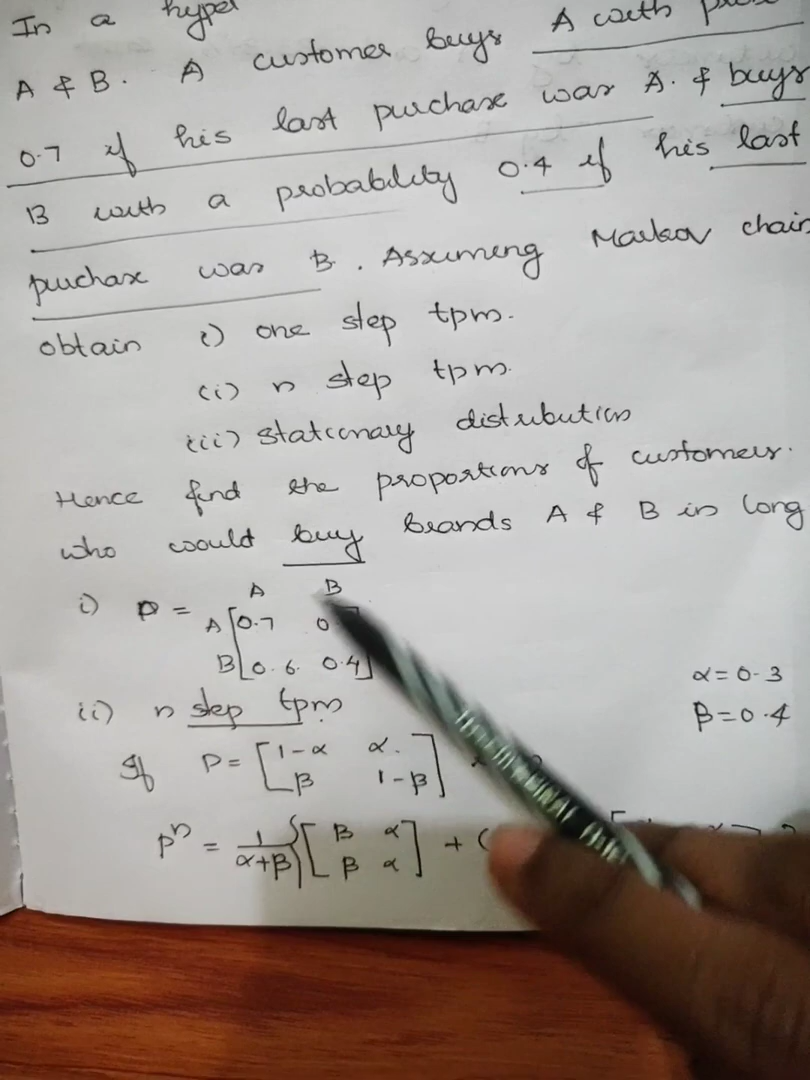 In a
A & B. A customer buys A with
0.7 if his last purchase was A. & buys
B with a probability 0.4 if his last
purchase was B. Assuming Markov chain
obtain i) one step tpm.
(i) n step tpm.
iii) stationary distribution
Hence find the proportions of customers.
who would buy brands A & B in long
i) P =
A B
A [0.7 0
B [0.6. 0.4]
α = 0.3
ii) n step tpm
β = 0.4
If P = [1-α α. β 1-β]
Pⁿ = 1/(α+β) { [β α β α] + (